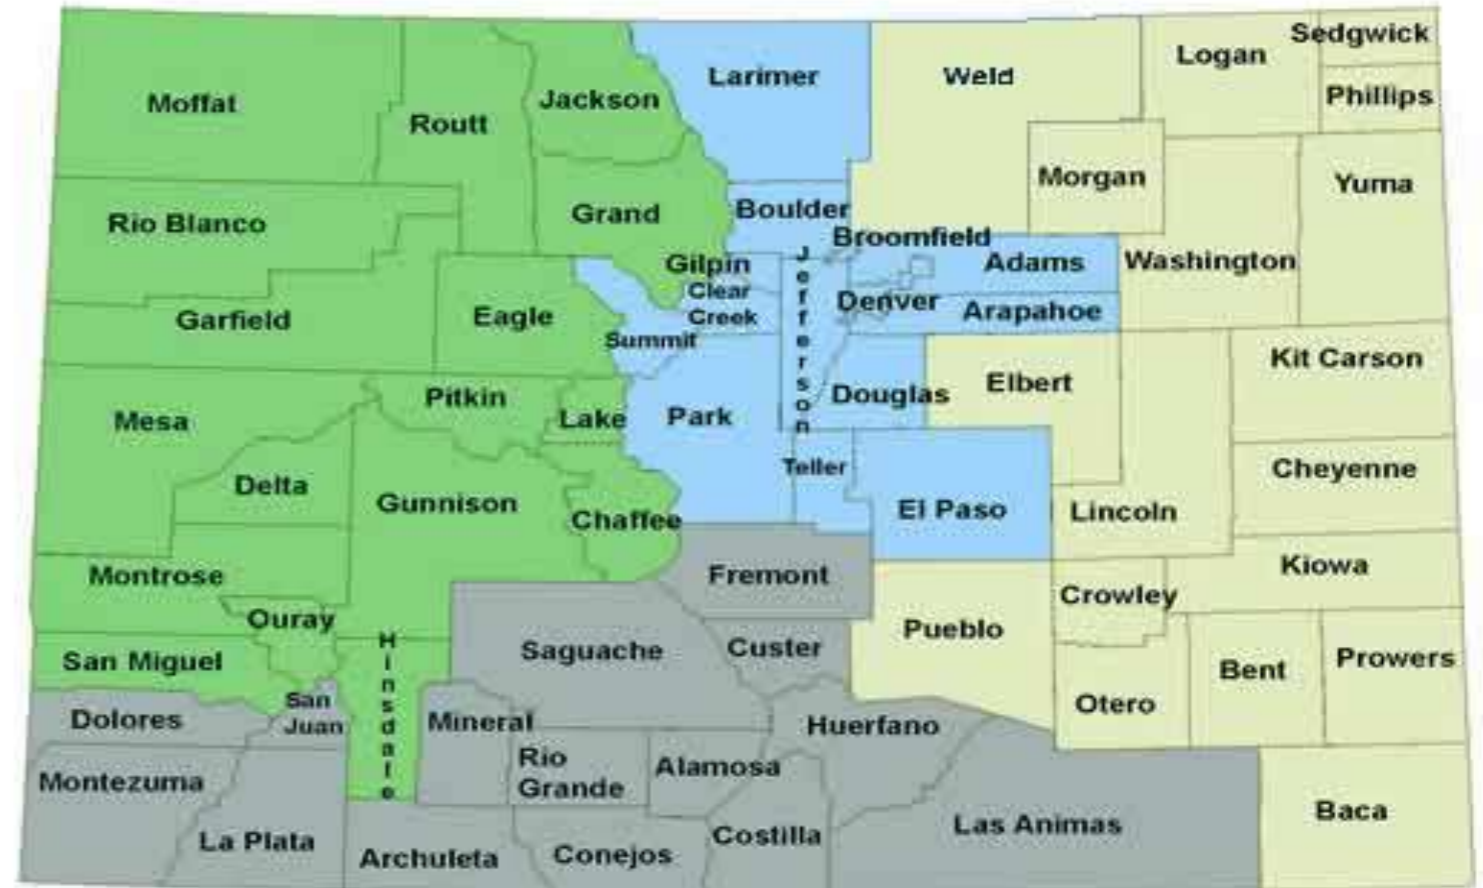 Sedgwick
Logan
Larimer
Weld
Moffat
Jackson
Phillips
Routt
Morgan
Yuma
Rio Blanco
Grand
Boulder
Broomfield
Gilpin
Adams
Washington
Clear
Creek
Jefferson
Denver
Arapahoe
Garfield
Eagle
Summit
Kit Carson
Elbert
Pitkin
Douglas
Mesa
Lake
Park
Teller
Cheyenne
Delta
Gunnison
Chaffee
El Paso
Lincoln
Kiowa
Montrose
Fremont
Crowley
Ouray
Pueblo
Hinsdale
Saguache
Custer
Prowers
San Miguel
Bent
San
Juan
Otero
Dolores
Mineral
Huerfano
Rio
Grande
Alamosa
Montezuma
Baca
La Plata
Costilla
Las Animas
Archuleta
Conejos